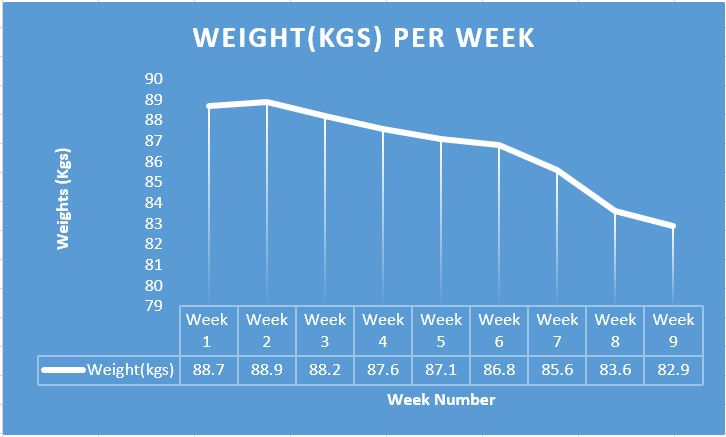 WEIGHT(KGS) PER WEEK
Weights (Kgs)
90
89
88
87
86
85
84
83
82
81
80
79
Week 1 Week 2 Week 3 Week 4 Week 5 Week 6 Week 7 Week 8 Week 9
Weight(kgs) 88.7 88.9 88.2 87.6 87.1 86.8 85.6 83.6 82.9
Week Number